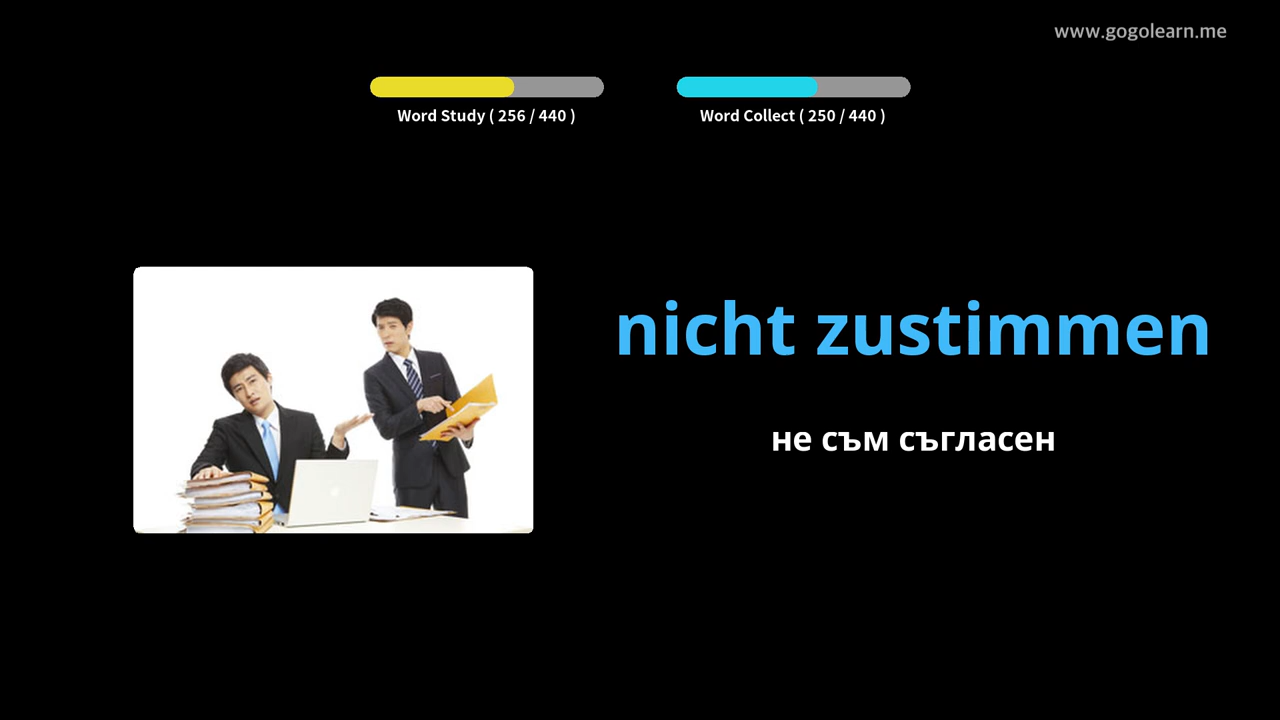 www.gogolearn.me
Word Study ( 256 / 440 )
Word Collect ( 250 / 440 )
nicht zustimmen
не съм съгласен